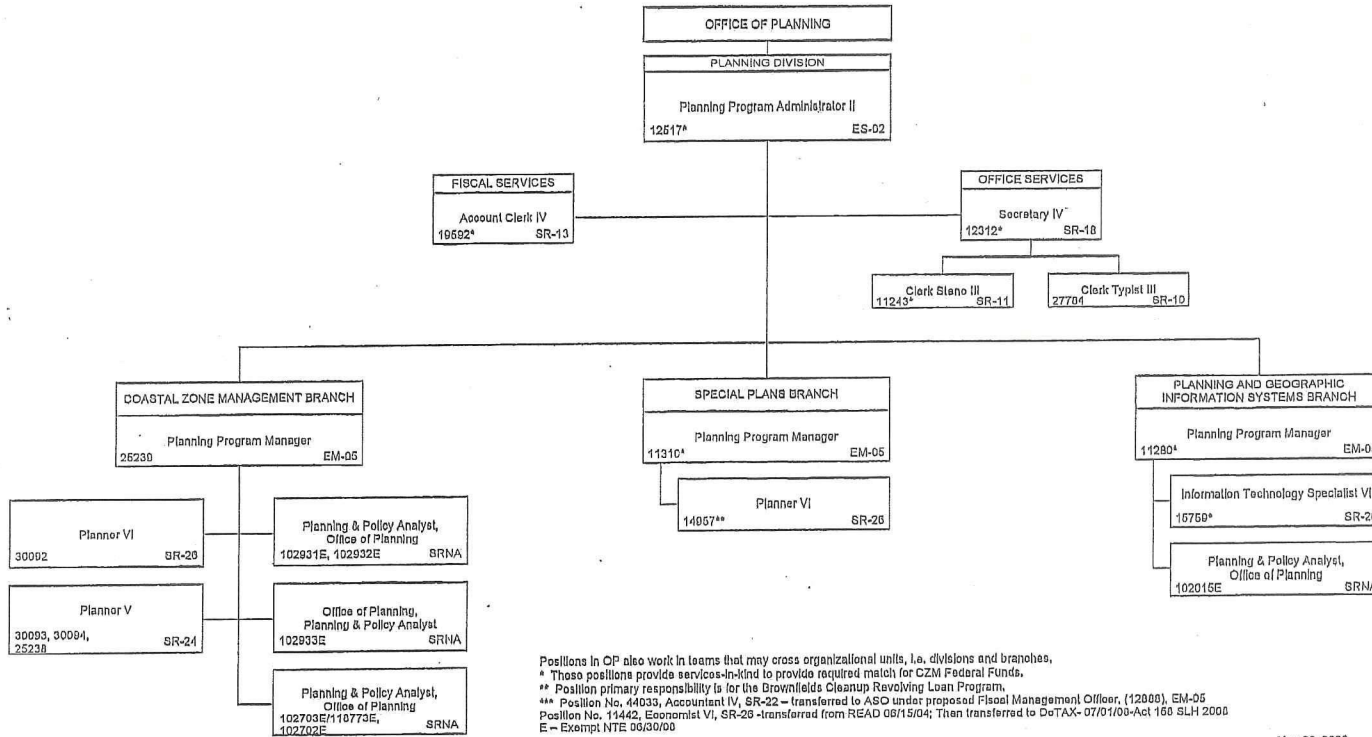 OFFICE OF PLANNING
PLANNING DIVISION
Planning Program Administrator II
12517* ES-02
FISCAL SERVICES
Account Clerk IV
19592* SR-13
OFFICE SERVICES
Secretary IV
12312* SR-18
Clerk Steno III
11243* SR-11
Clerk Typist III
27704 SR-10
COASTAL ZONE MANAGEMENT BRANCH
Planning Program Manager
25230 EM-05
Planner VI
30092 SR-26
Planner V
30093, 30094, SR-24
25238
Planning & Policy Analyst,
Office of Planning
102931E, 102932E SRNA
Office of Planning,
Planning & Policy Analyst
102933E SRNA
Planning & Policy Analyst,
Office of Planning
102703E/118773E, SRNA
102702E
SPECIAL PLANS BRANCH
Planning Program Manager
11310* EM-05
Planner VI
14957** SR-26
PLANNING AND GEOGRAPHIC
INFORMATION SYSTEMS BRANCH
Planning Program Manager
11280*
Information Technology Specialist VI
15759*
Planning & Policy Analyst,
Office of Planning
102015E SRNA
Positions in OP also work in teams that may cross organizational units, i.e. divisions and branches.
* These positions provide services-in-kind to provide required match for CZM Federal Funds.
** Position primary responsibility is for the Brownfields Cleanup Revolving Loan Program.
*** Position No. 44033, Accountant IV, SR-22 – transferred to ASO under proposed Fiscal Management Officer, EM-05
Position No. 11442, Economist VI, SR-26 -transferred from READ 06/15/04; Then transferred to DoTAX- 07/01/06-Act 168 SLH 2006
E – Exempt NTE 06/30/08